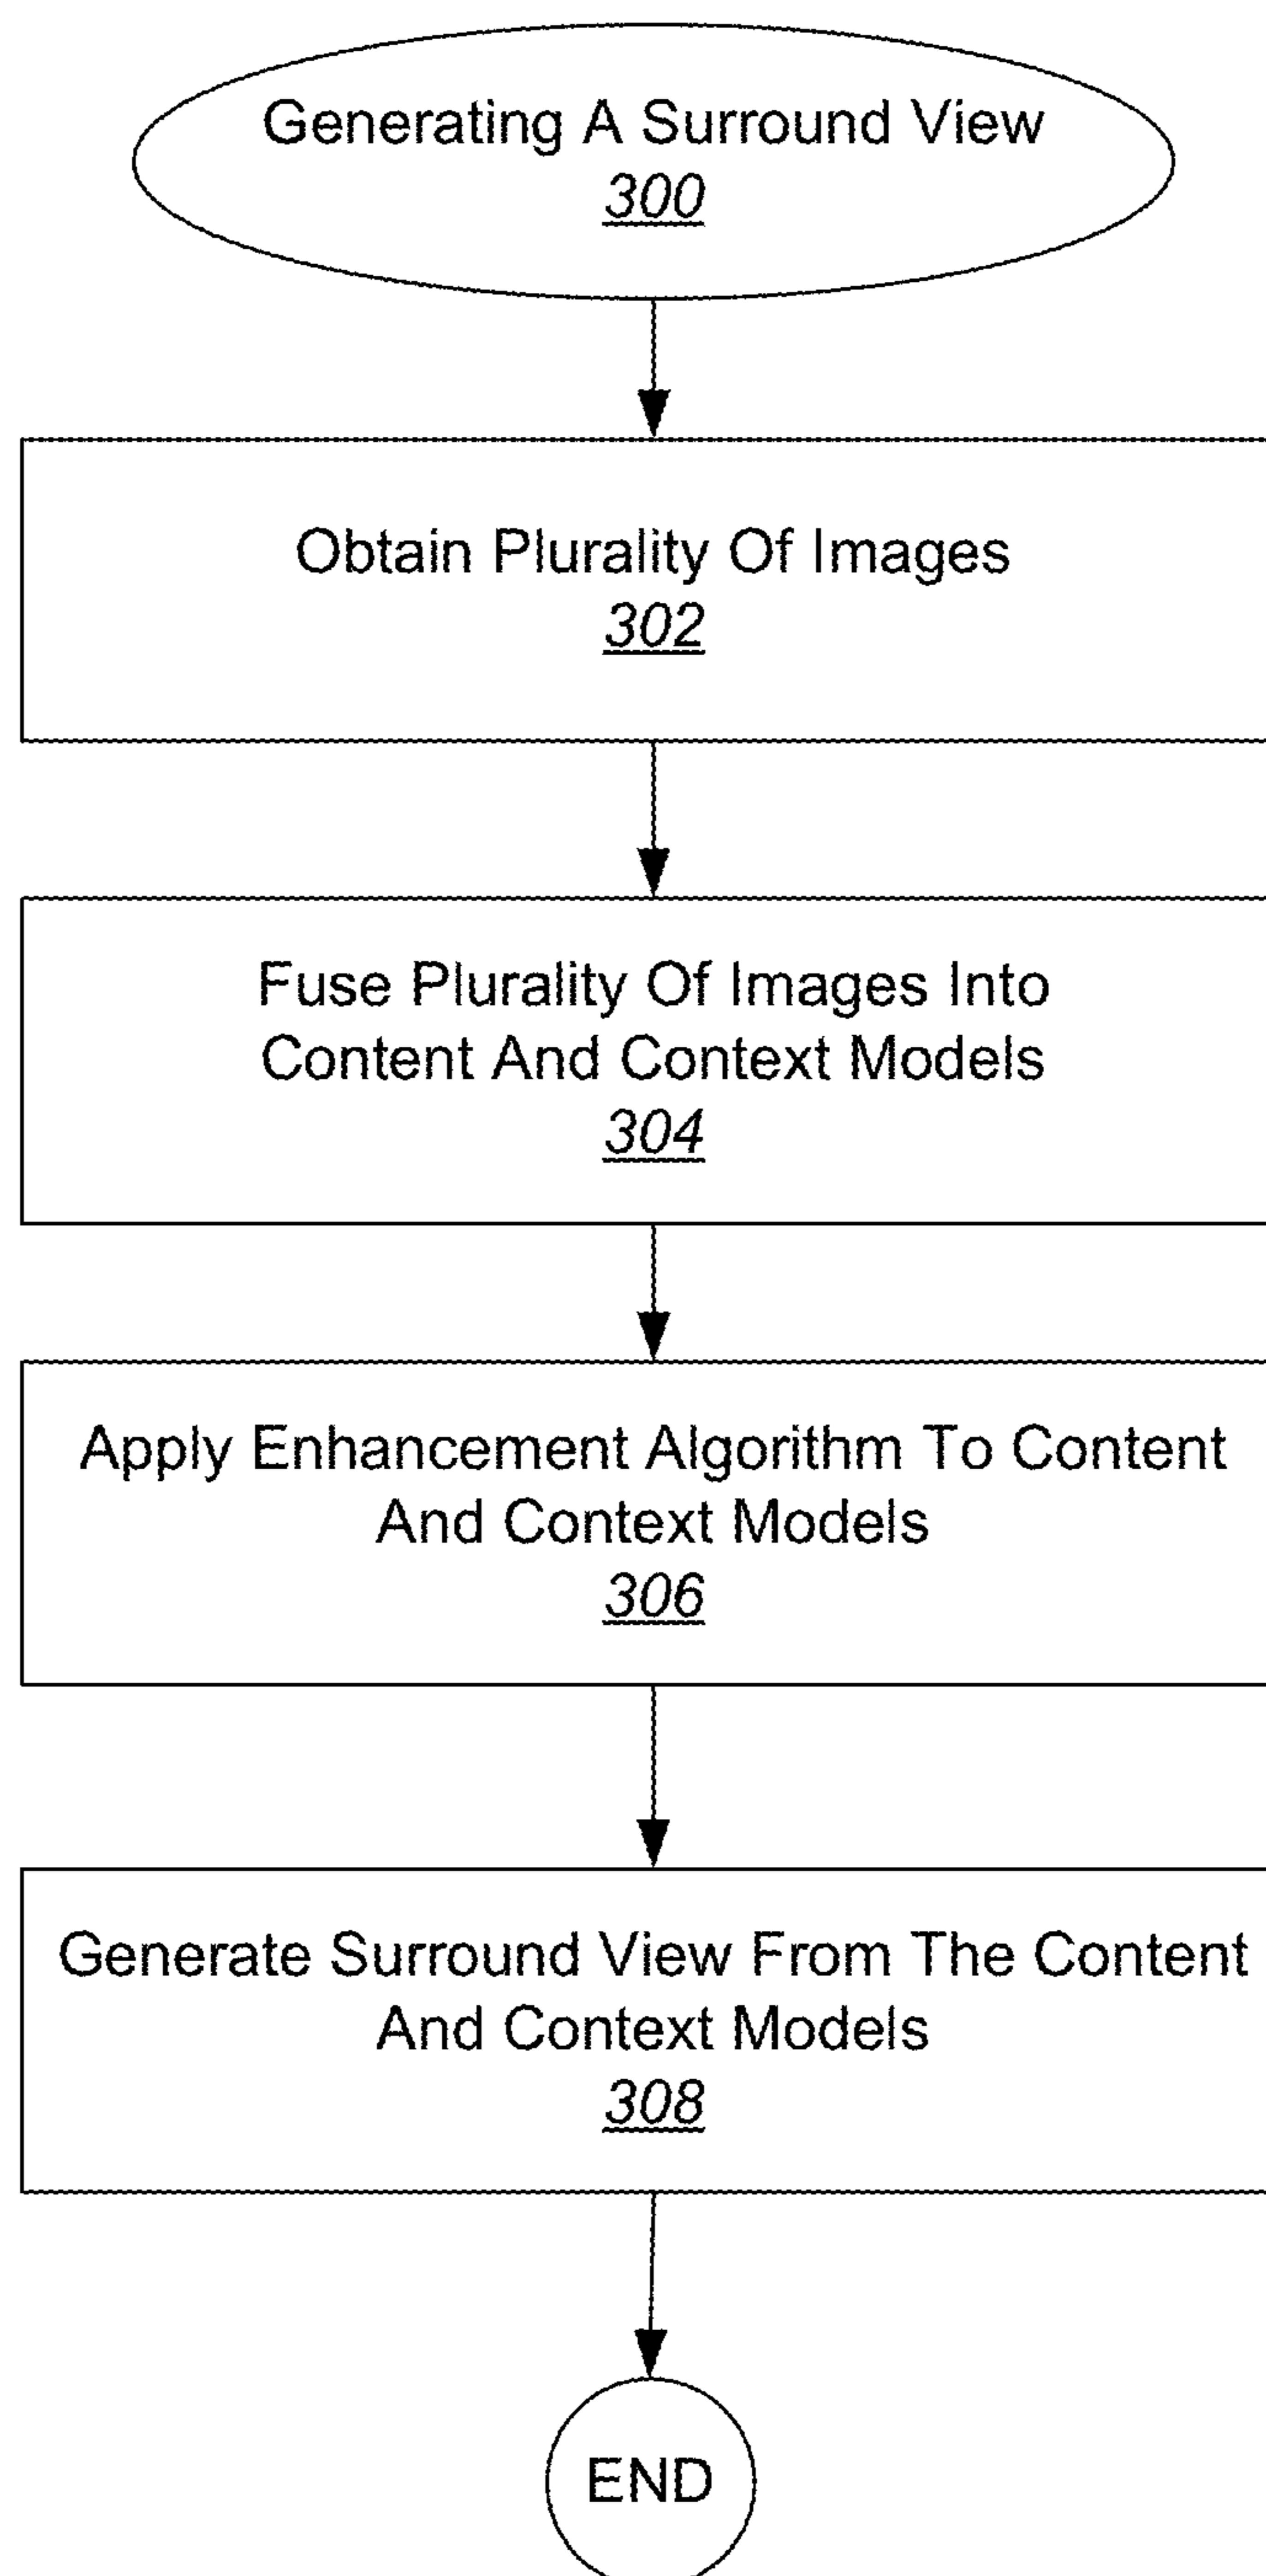 Generating A Surround View
300
Obtain Plurality Of Images
302
Fuse Plurality Of Images Into
Content And Context Models
304
Apply Enhancement Algorithm To Content
And Context Models
306
Generate Surround View From The Content
And Context Models
308
END